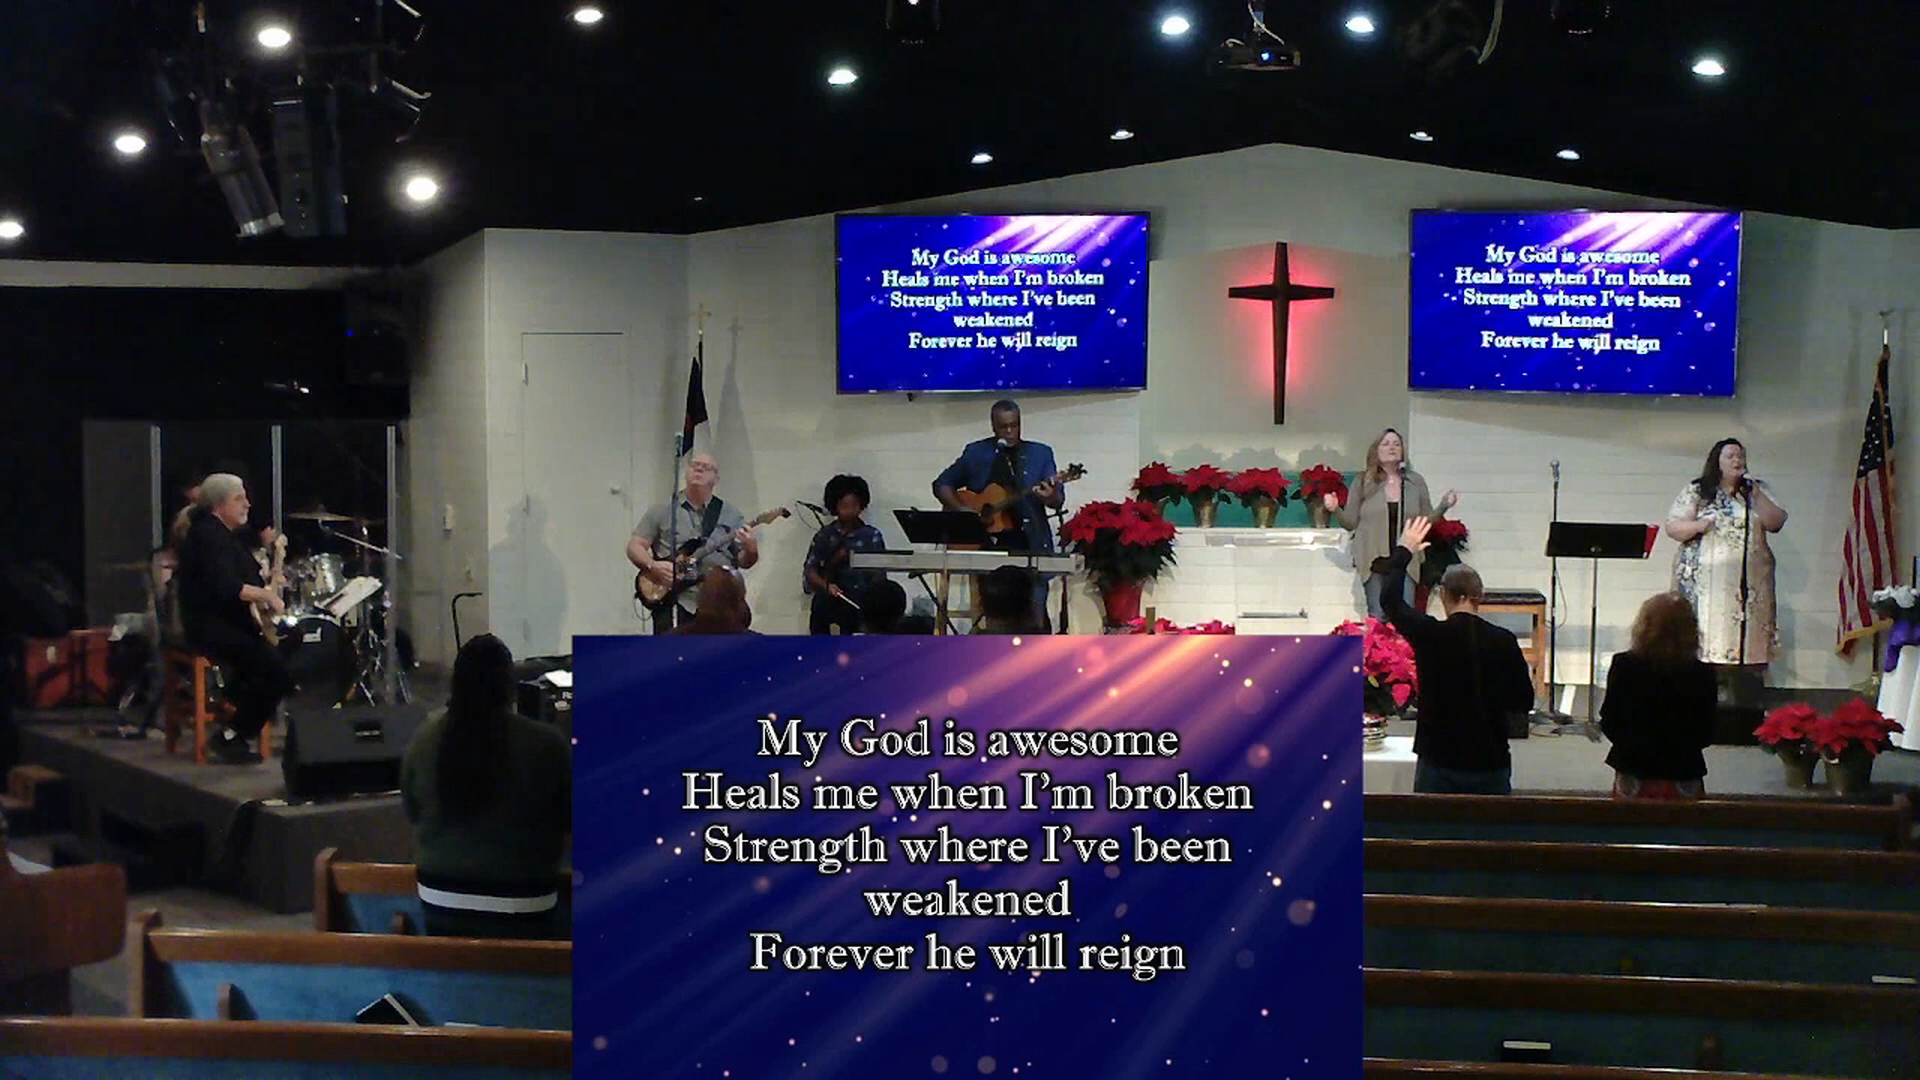 My God is awesome
Heals me when I'm broken
Strength where I've been
weakened
Forever he will reign
My God is awesome
Heals me when I'm broken
Strength where I've been
weakened
Forever he will reign
My God is awesome
Heals me when I'm broken
Strength where I've been
weakened
Forever he will reign